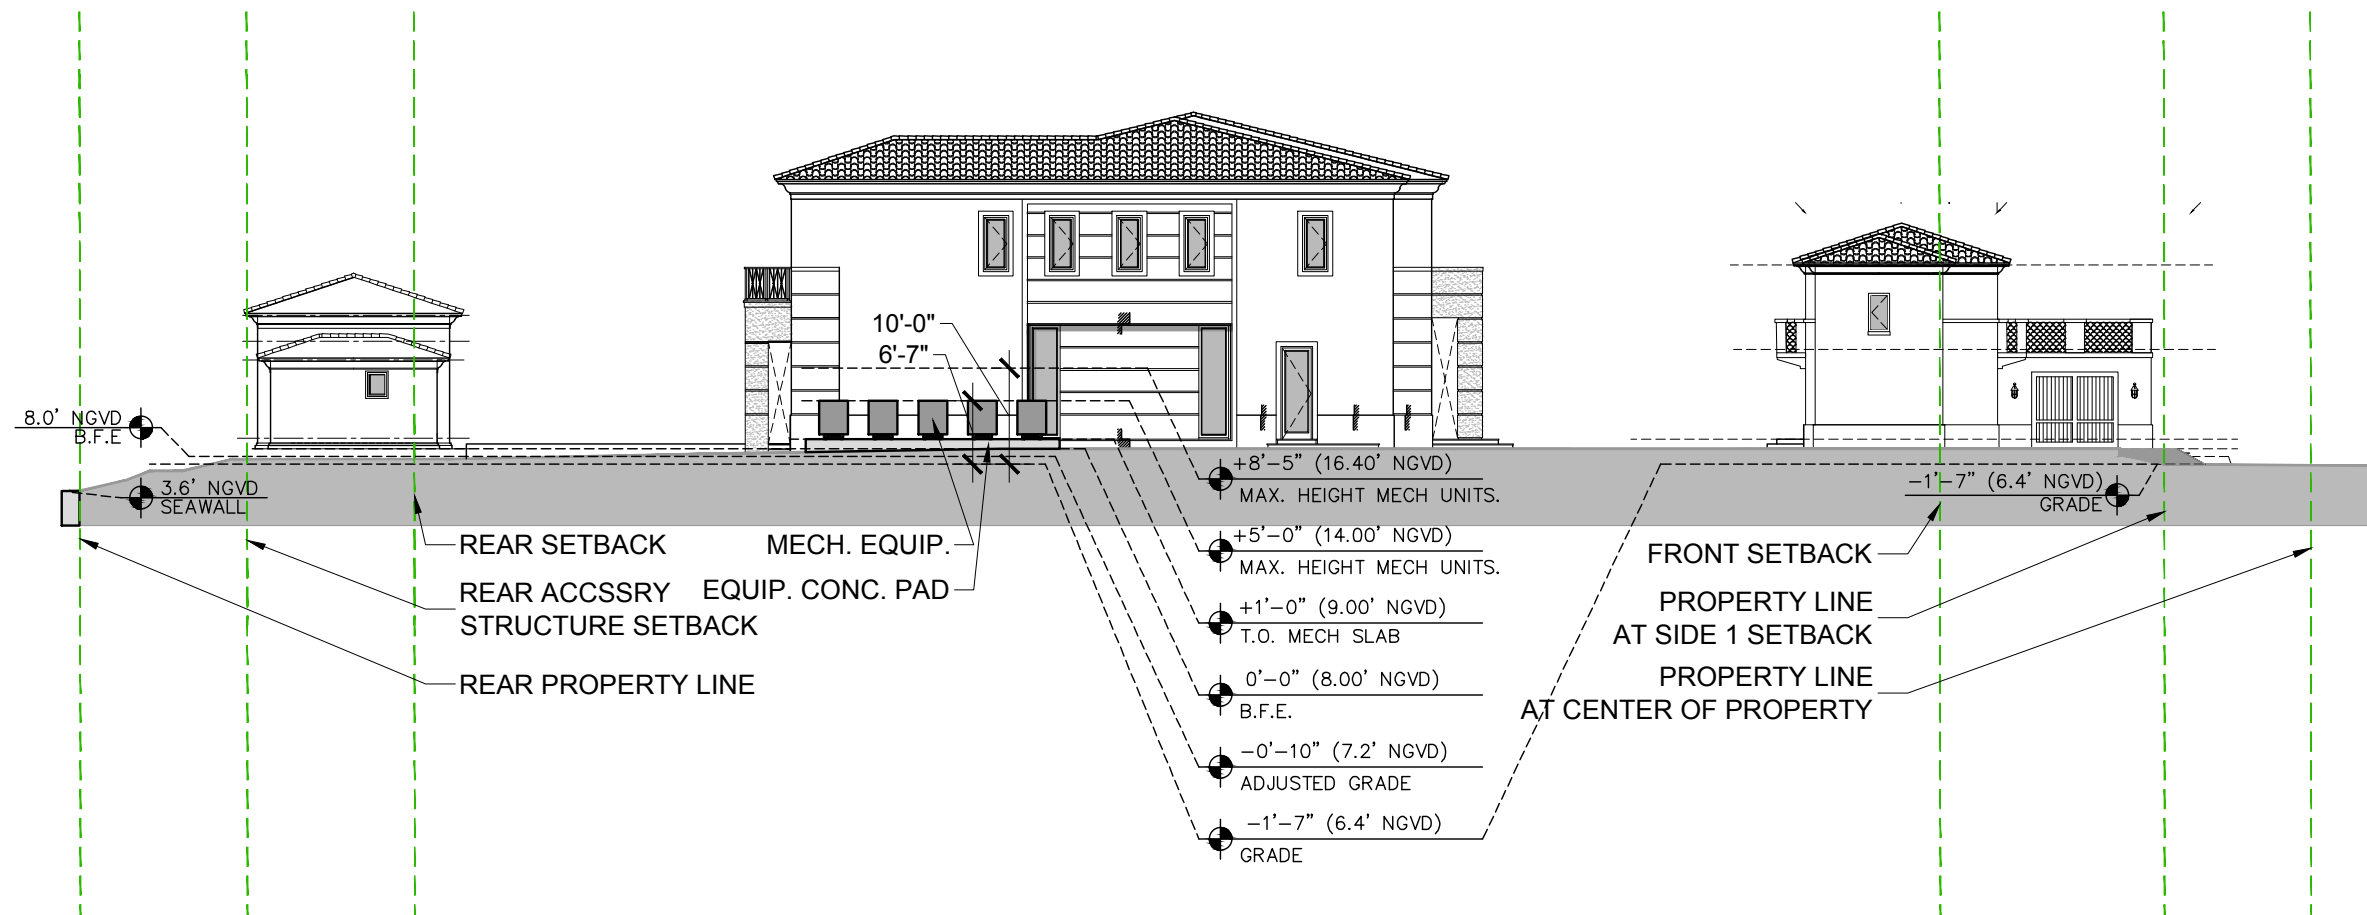 10'-0"
6'-7"
8.0' NGVD
B.F.E
3.6' NGVD
SEAWALL
+8'-5" (16.40' NGVD)
MAX. HEIGHT MECH UNITS.
-1'-7" (6.4' NGVD)
GRADE
REAR SETBACK
MECH. EQUIP.
+5'-0" (14.00' NGVD)
MAX. HEIGHT MECH UNITS.
FRONT SETBACK
REAR ACCSSRY
STRUCTURE SETBACK
EQUIP. CONC. PAD
+1'-0" (9.00' NGVD)
T.O. MECH SLAB
PROPERTY LINE
AT SIDE 1 SETBACK
REAR PROPERTY LINE
0'-0" (8.00' NGVD)
B.F.E.
PROPERTY LINE
AT CENTER OF PROPERTY
-0'-10" (7.2' NGVD)
ADJUSTED GRADE
-1'-7" (6.4' NGVD)
GRADE